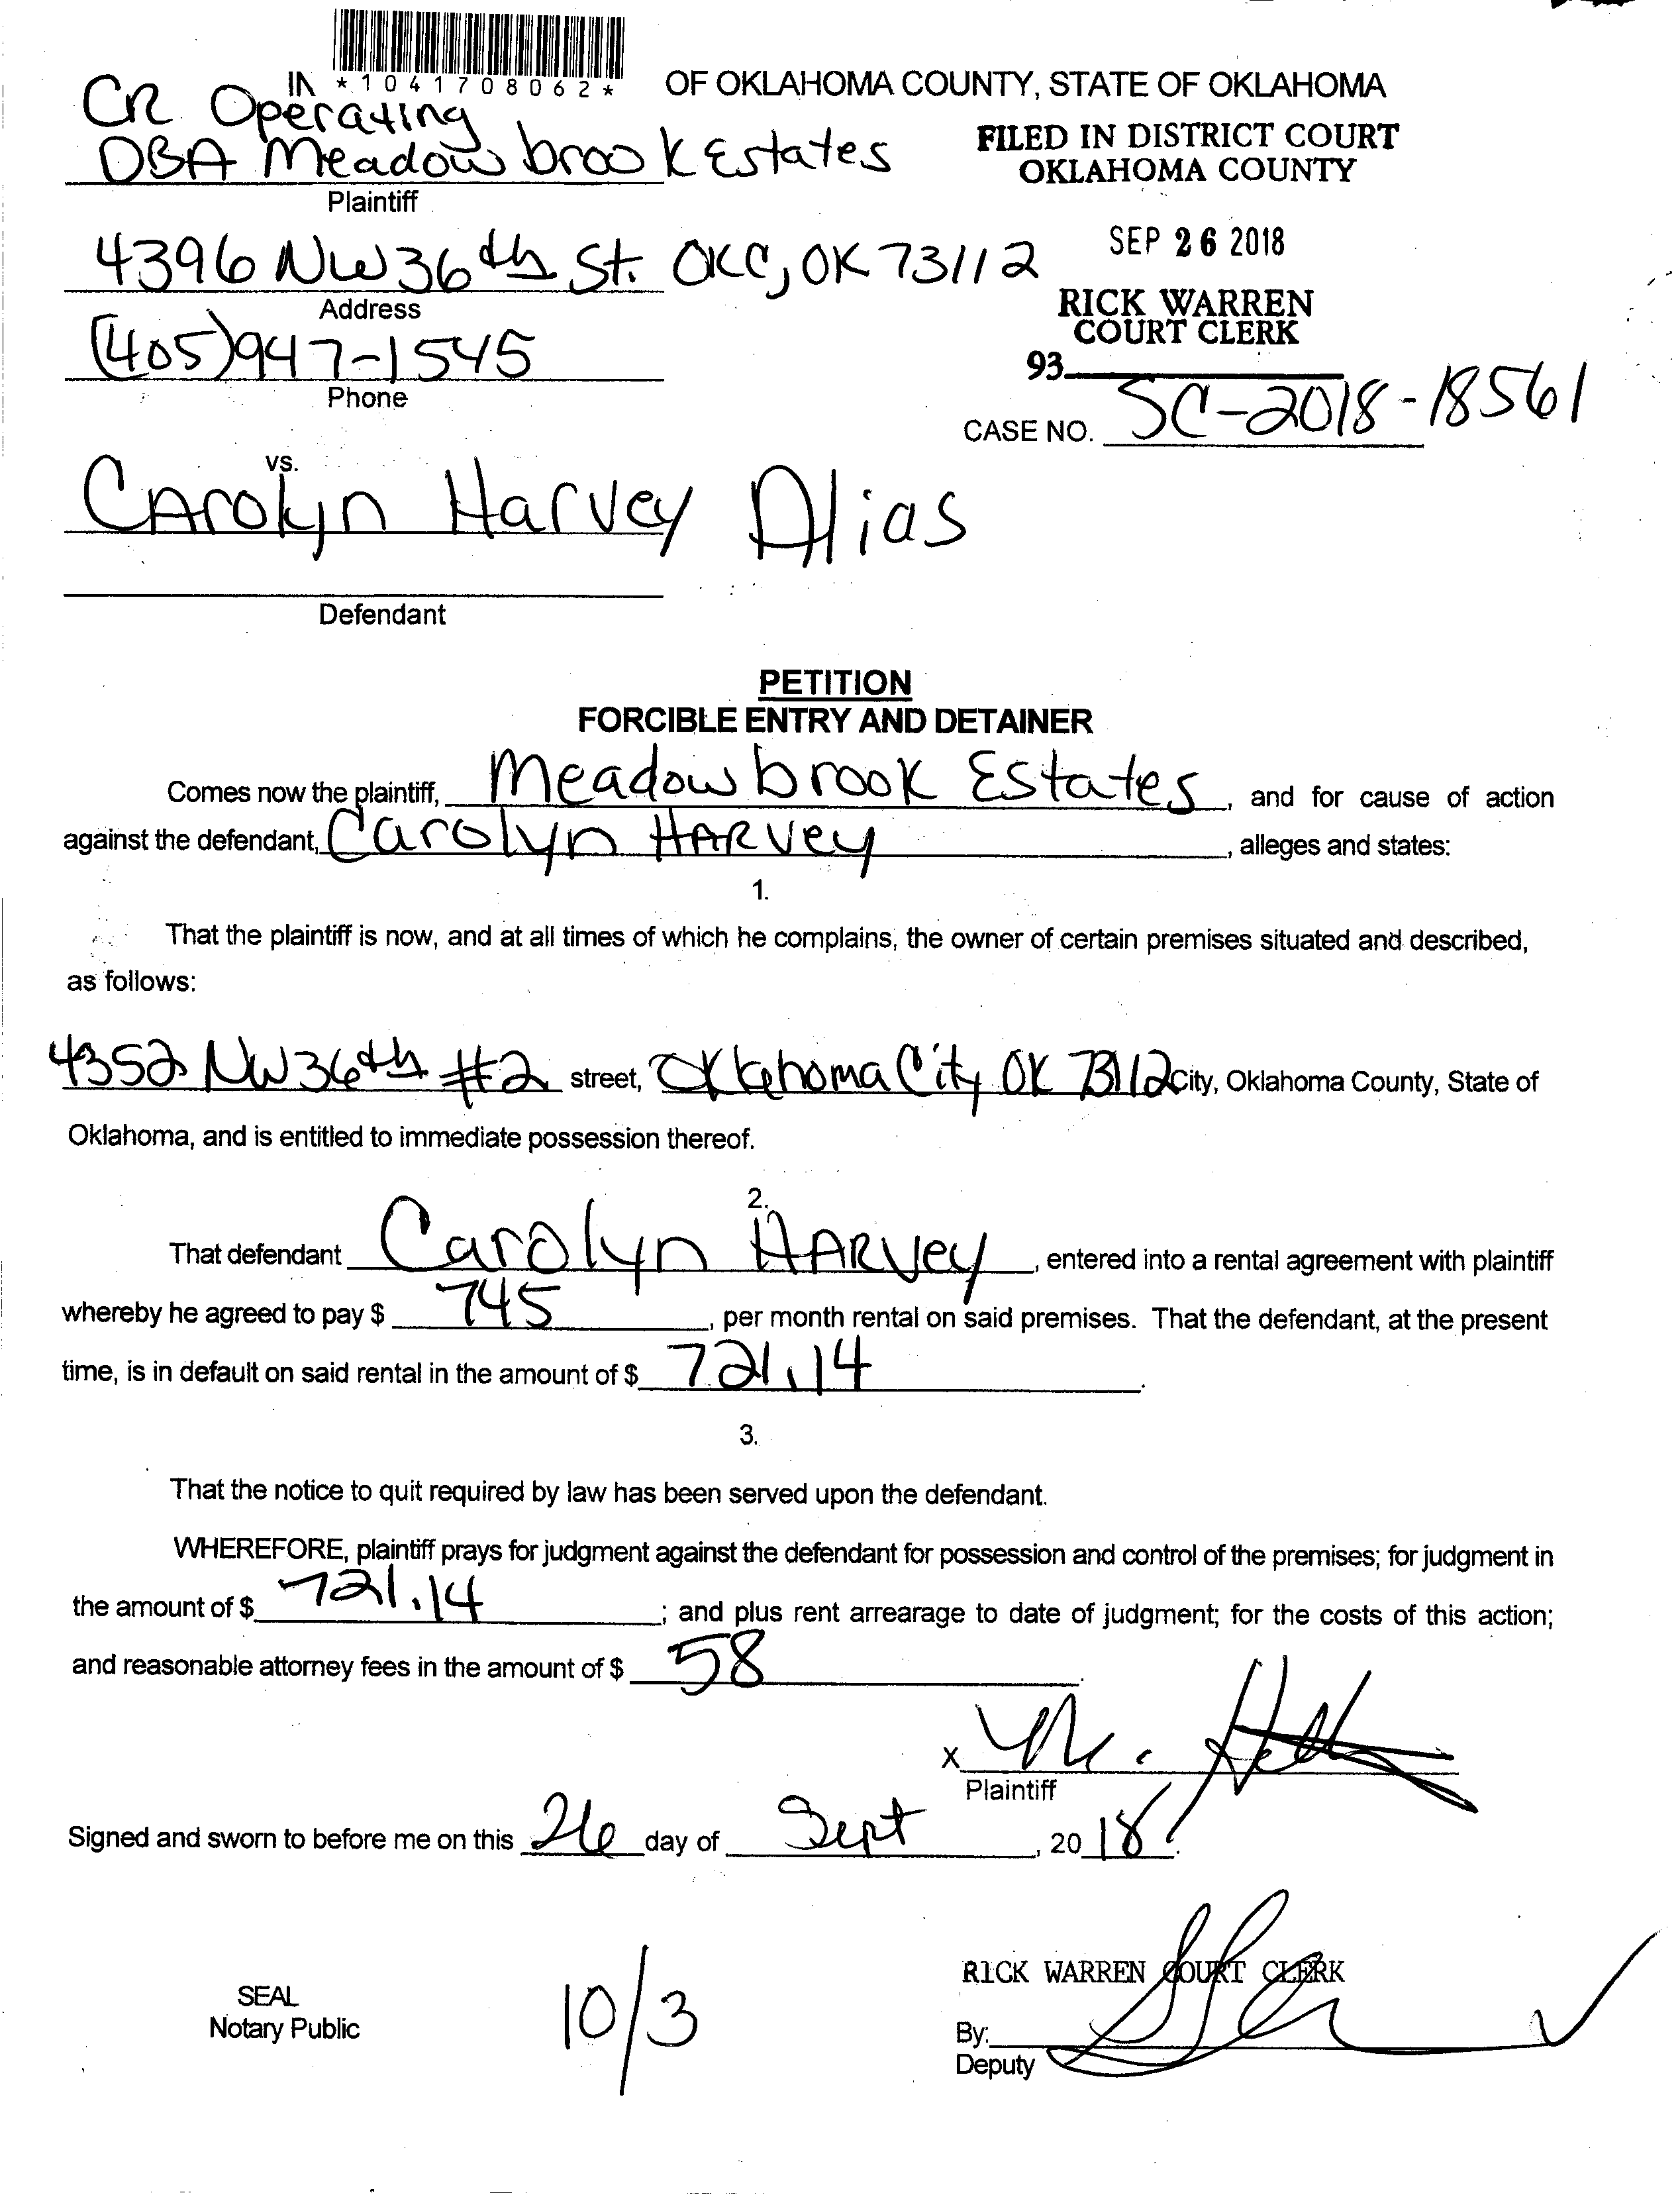 IN
*1041708062*
OF OKLAHOMA COUNTY, STATE OF OKLAHOMA
CR Operating
DBA Meadowbrook Estates
Plaintiff
FILED IN DISTRICT COURT
OKLAHOMA COUNTY
4396 NW 36th St. OKC, OK 73112
Address
SEP 26 2018
(405)947-1545
Phone
RICK WARREN
COURT CLERK
93
CASE NO. SC-2018-18561
vs.
Carolyn Harvey Alias
Defendant
PETITION
FORCIBLE ENTRY AND DETAINER
Comes now the plaintiff, Meadowbrook Estates, and for cause of action
against the defendant, Carolyn HARVey, alleges and states:
1.
That the plaintiff is now, and at all times of which he complains, the owner of certain premises situated and described,
as follows:
4352 NW 36th #2 street, Oklahoma City OK 73112 City, Oklahoma County, State of
Oklahoma, and is entitled to immediate possession thereof.
2.
That defendant Carolyn HARVey, entered into a rental agreement with plaintiff
whereby he agreed to pay $ 745, per month rental on said premises. That the defendant, at the present
time, is in default on said rental in the amount of $ 721.14.
3.
That the notice to quit required by law has been served upon the defendant.
WHEREFORE, plaintiff prays for judgment against the defendant for possession and control of the premises; for judgment in
the amount of $ 721.14; and plus rent arrearage to date of judgment; for the costs of this action;
and reasonable attorney fees in the amount of $ 58.
X
Plaintiff
Signed and sworn to before me on this 26 day of Sept, 2018.
RICK WARREN COURT CLERK
SEAL
Notary Public
10/3
By:
Deputy